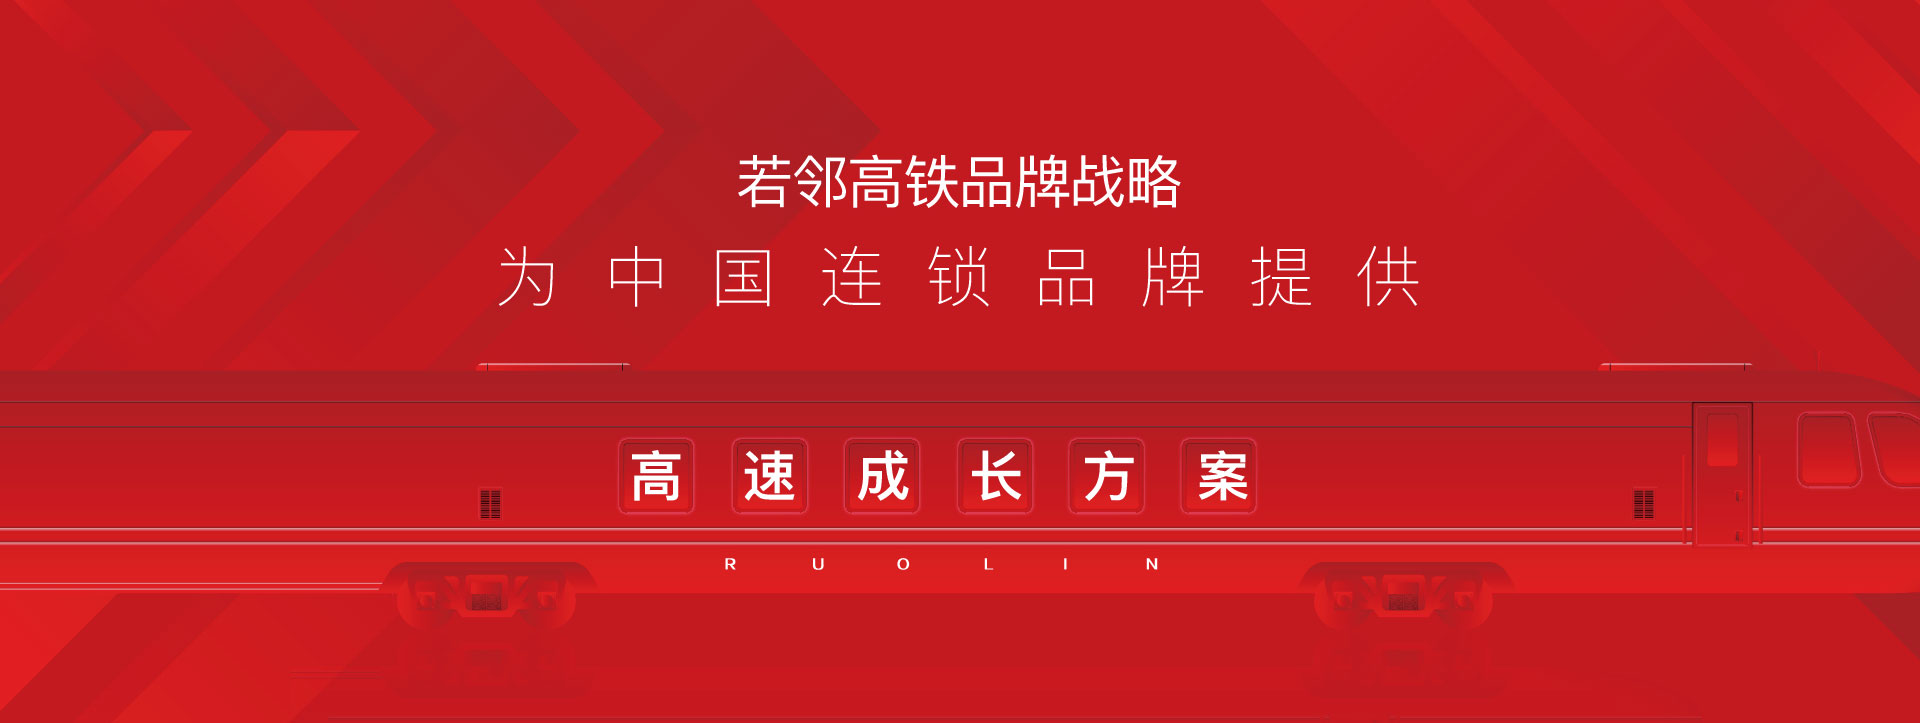 若邻高铁品牌战略
为中国连锁品牌提供
高速成长方案
RUOLIN